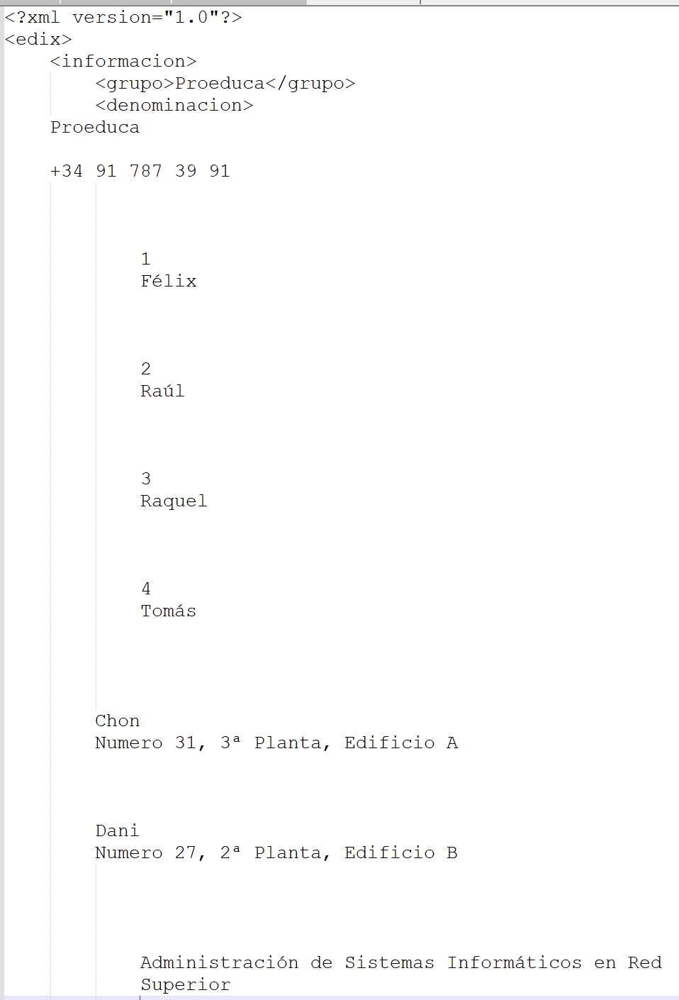 <?xml version="1.0"?>
<edix>
<informacion>
<grupo>Proeduca</grupo>
<denominacion>
Proeduca
+34 91 787 39 91
1
Félix
2
Raúl
3
Raquel
4
Tomás
Chon
Numero 31, 3ª Planta, Edificio A
Dani
Numero 27, 2ª Planta, Edificio B
Administración de Sistemas Informáticos en Red
Superior